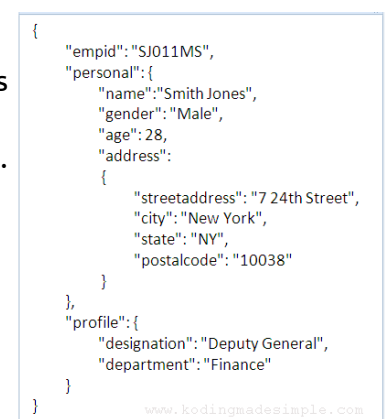 {
"empid": "SJ011MS",
"personal": {
"name":"Smith Jones",
"gender": "Male",
"age": 28,
"address":
{
"streetaddress": "7 24th Street",
"city": "New York",
"state": "NY",
"postalcode": "10038"
}
},
"profile": {
"designation": "Deputy General",
"department": "Finance"
}
}
www.kodingmadesimple.com
s
.